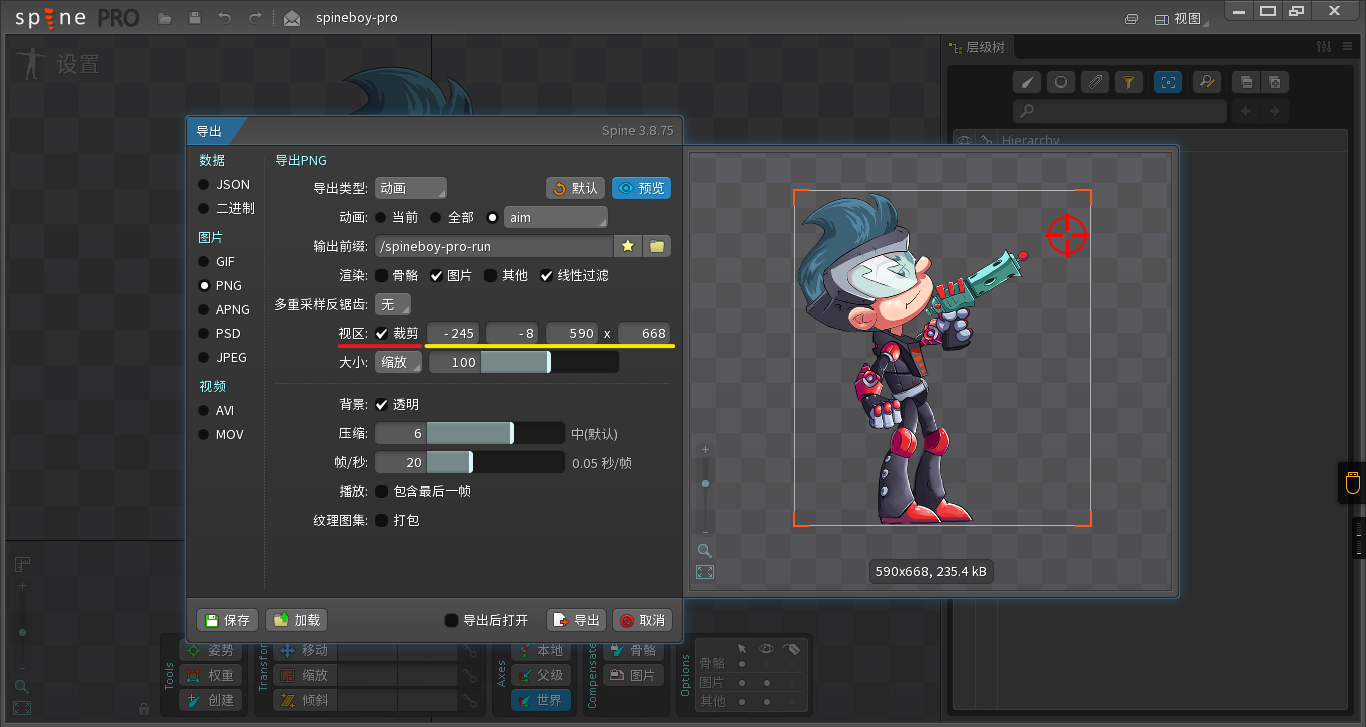 spine PRO spineboy-pro 视图
设置
层级树
Hierarchy
导出 Spine 3.8.75
数据
JSON
二进制
图片
GIF
PNG
APNG
PSD
JPEG
视频
AVI
MOV
导出PNG
导出类型: 动画 默认 预览
动画: 当前 全部 aim
输出前缀: /spineboy-pro-run
渲染: 骨骼 图片 其他 线性过滤
多重采样反锯齿: 无
视区: 裁剪 -245 -8 590 x 668
大小: 缩放 100
背景: 透明
压缩: 6 中(默认)
帧/秒: 20 0.05 秒/帧
播放: 包含最后一帧
纹理图集: 打包
590x668, 235.4 kB
保存 加载 导出后打开 导出 取消
Tools
姿势
权重
创建
Transform
移动
缩放
倾斜
Axes
本地
父级
世界
Compensate
骨骼
图片
Options
骨骼
图片
其他